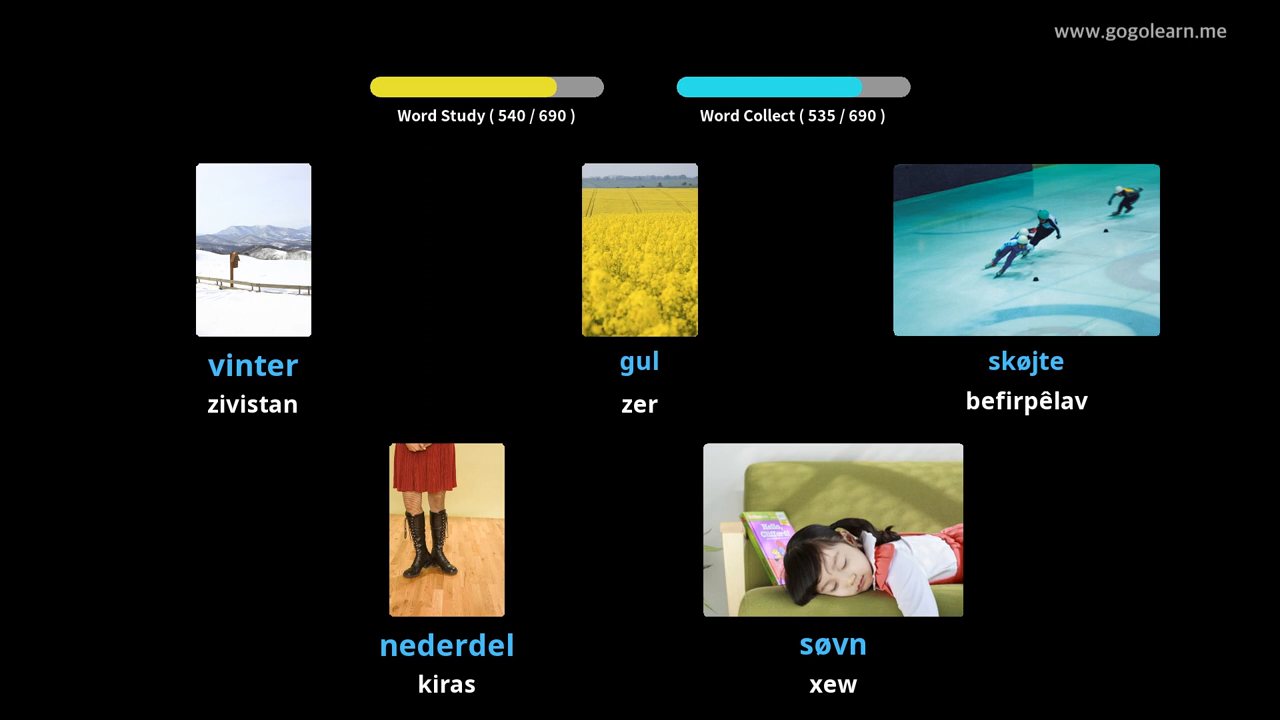 www.gogolearn.me
Word Study ( 540 / 690 )
Word Collect ( 535 / 690 )
vinter
zivistan
gul
zer
skøjte
befirpêlav
nederdel
kiras
søvn
xew